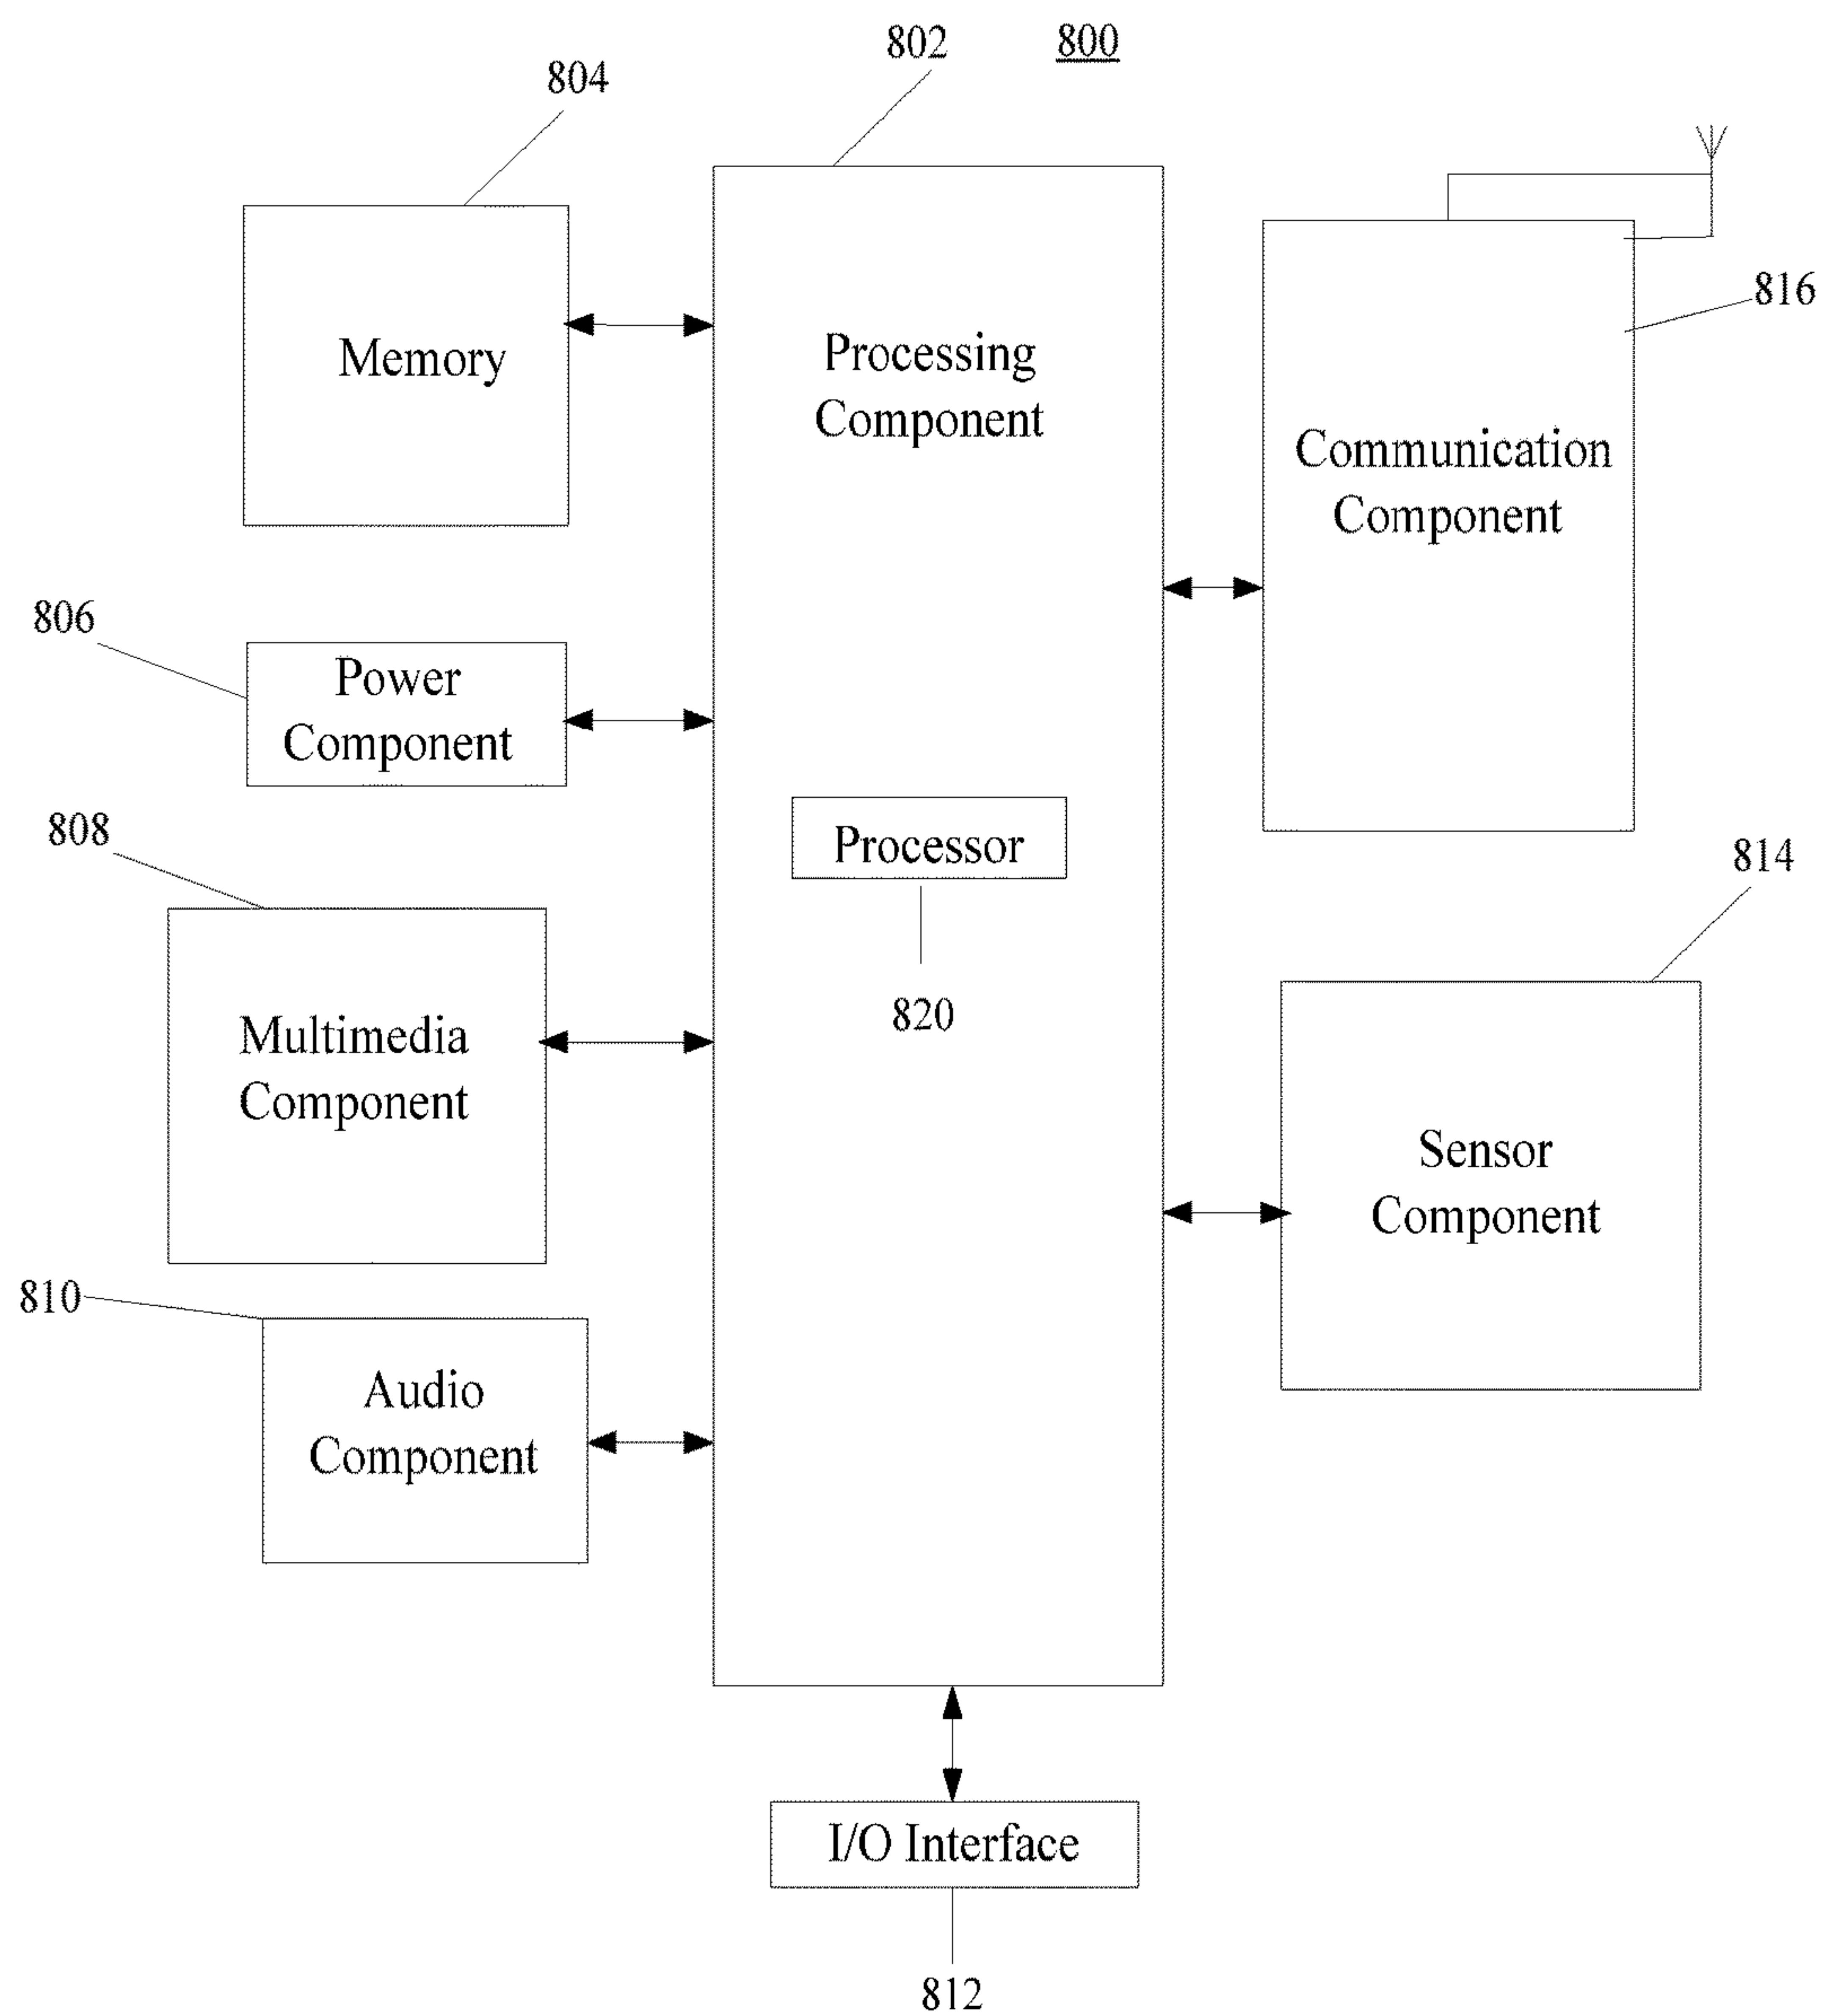 802
800
804
816
Memory
Processing
Component
Communication
Component
806
Power
Component
808
Processor
814
820
Multimedia
Component
Sensor
Component
810
Audio
Component
I/O Interface
812